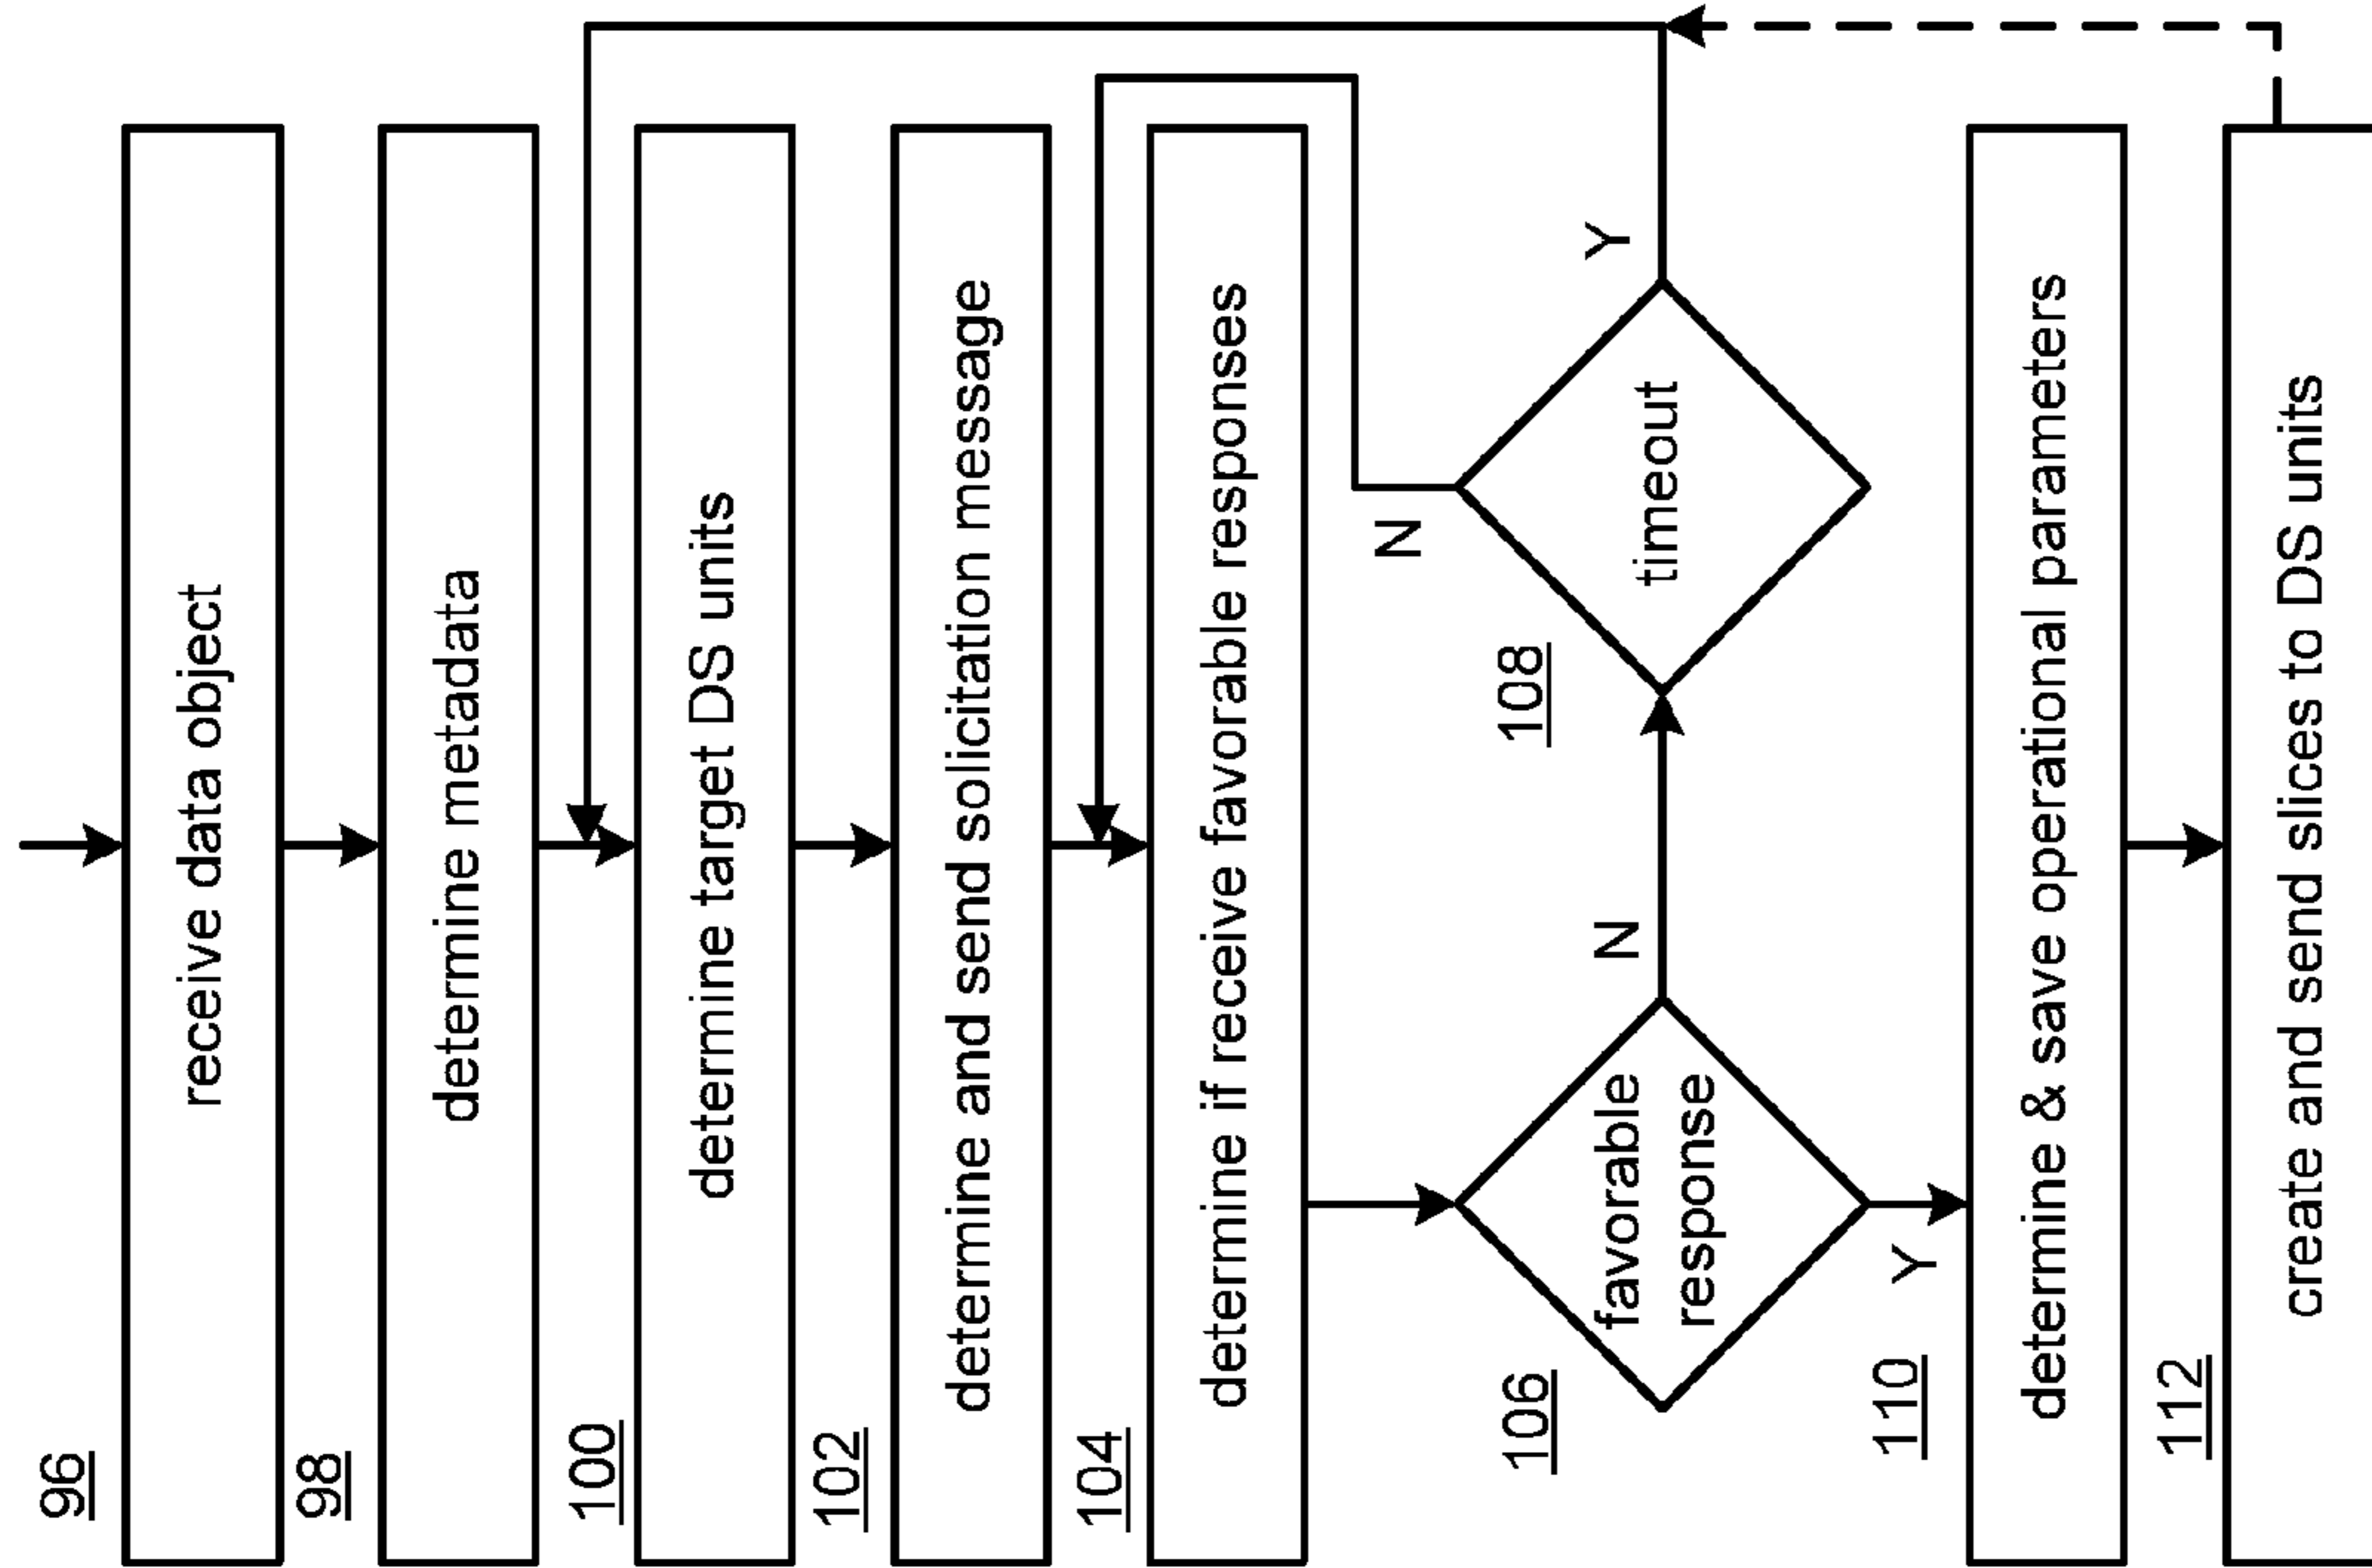 96
receive data object
98
determine metadata
100
determine target DS units
102
determine and send solicitation message
104
determine if receive favorable responses
106
favorable
response
N
108
timeout
N
Y
Y
110
determine & save operational parameters
112
create and send slices to DS units